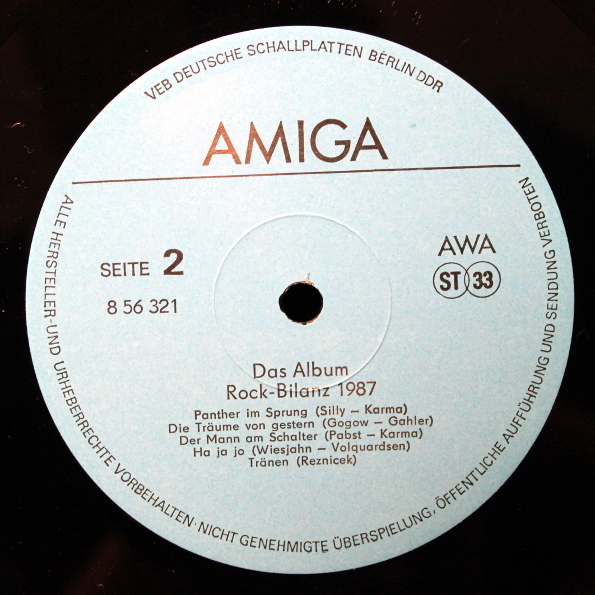 VEB DEUTSCHE SCHALLPLATTEN BERLIN DDR
AMIGA
SEITE 2
8 56 321
AWA
ST 33
Das Album
Rock-Bilanz 1987
Panther im Sprung (Silly – Karma)
Die Träume von gestern (Gogow – Gahler)
Der Mann am Schalter (Pabst – Karma)
Ha ja jo (Wiesjahn – Volquardsen)
Tränen (Reznicek)
ALLE HERSTELLER-UND URHEBERRECHTE VORBEHALTEN·NICHT GENEHMIGTE ÜBERSPIELUNG, ÖFFENTLICHE AUFFÜHRUNG UND SENDUNG VERBOTEN